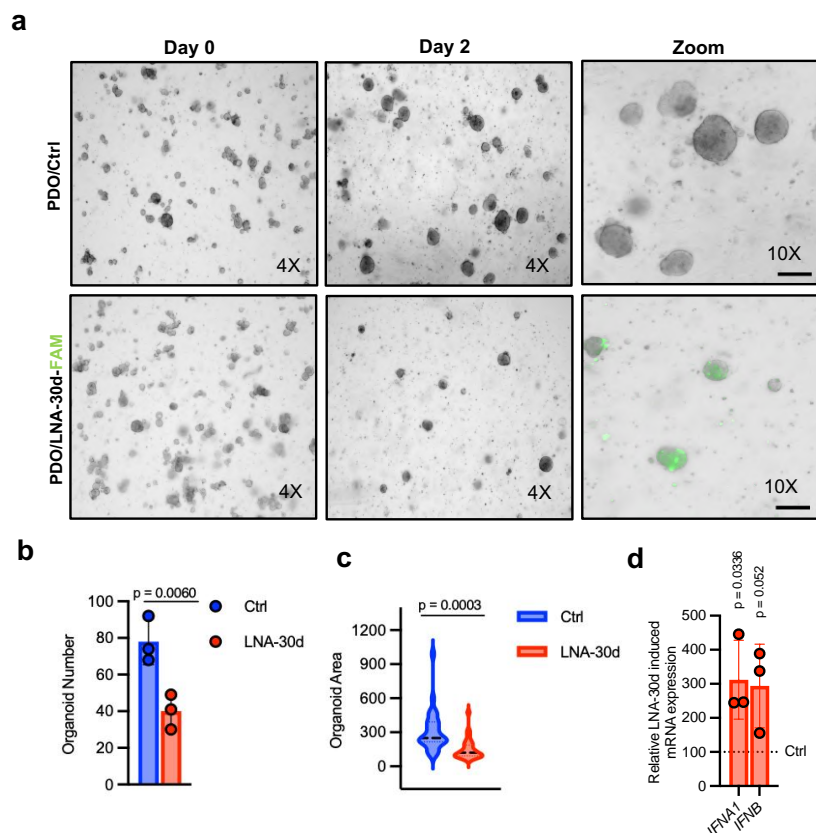 a
Day 0
Day 2
Zoom
PDO/Ctrl
4X
4X
10X
PDO/LNA-30d-FAM
4X
4X
10X
b
p = 0.0060
Organoid Number
100
80
60
40
20
0
Ctrl
LNA-30d
c
p = 0.0003
Organoid Area
1200
900
600
300
0
Ctrl
LNA-30d
d
p = 0.0336
p = 0.052
Relative LNA-30d induced
mRNA expression
500
400
300
200
100
0
Ctrl
IFNA1
IFNB